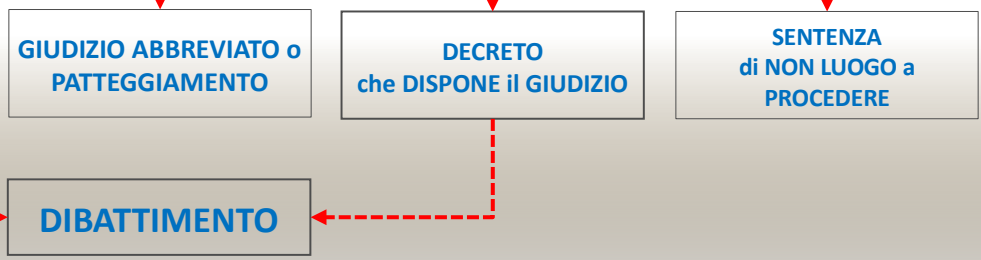 GIUDIZIO ABBREVIATO o
PATTEGGIAMENTO
DECRETO
che DISPONE il GIUDIZIO
SENTENZA
di NON LUOGO a
PROCEDERE
DIBATTIMENTO